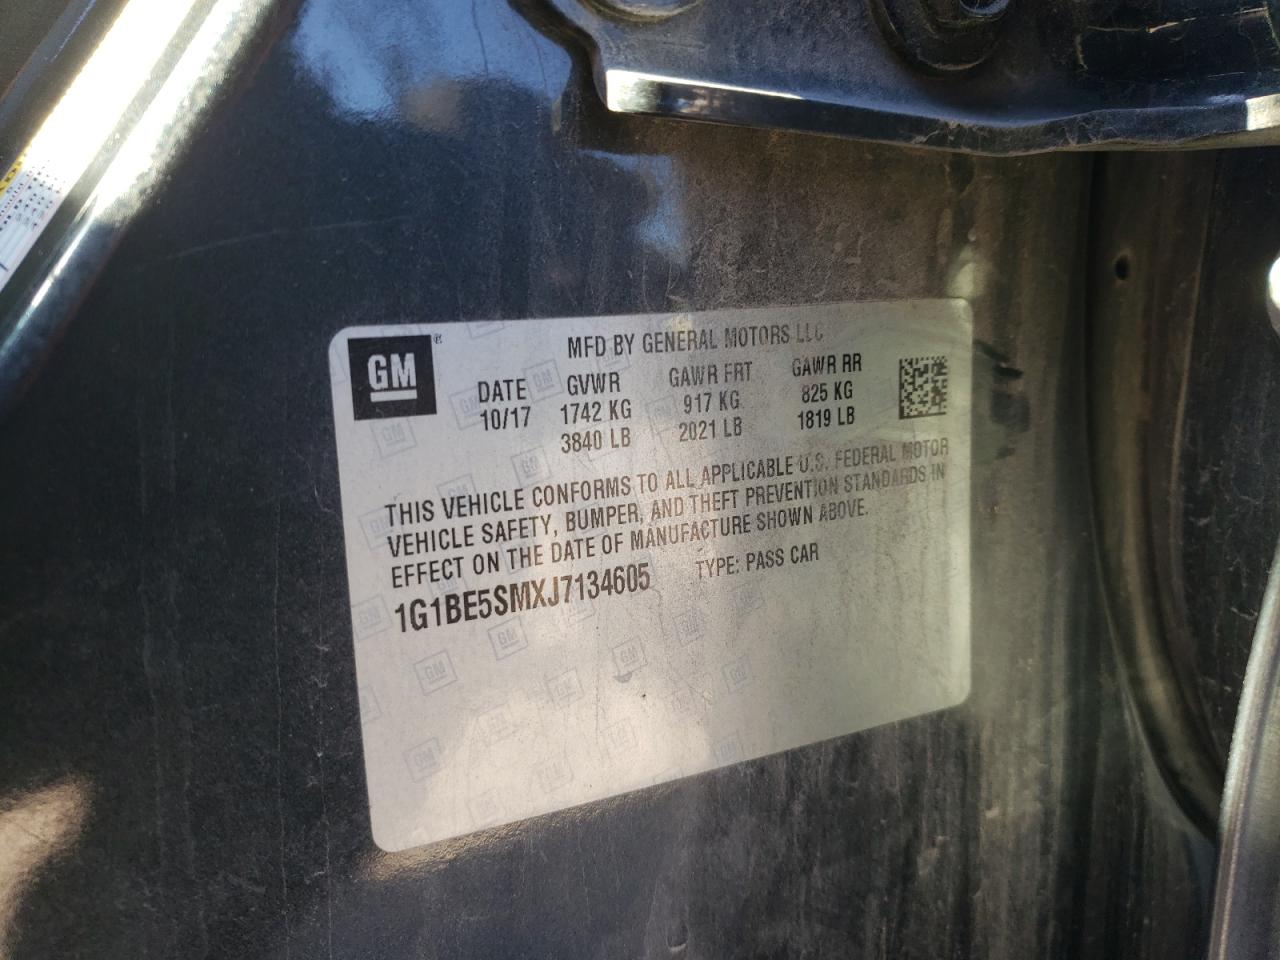 GM
MFD BY GENERAL MOTORS LLC
DATE GVWR GAWR FRT GAWR RR
10/17 1742 KG 917 KG 825 KG
3840 LB 2021 LB 1819 LB
THIS VEHICLE CONFORMS TO ALL APPLICABLE U.S. FEDERAL MOTOR
VEHICLE SAFETY, BUMPER, AND THEFT PREVENTION STANDARDS IN
EFFECT ON THE DATE OF MANUFACTURE SHOWN ABOVE.
1G1BE5SMXJ7134605 TYPE: PASS CAR